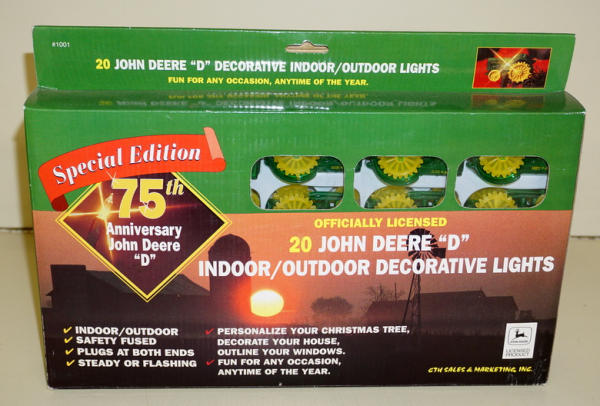 #1001
20 JOHN DEERE "D" DECORATIVE INDOOR/OUTDOOR LIGHTS
FUN FOR ANY OCCASION, ANYTIME OF THE YEAR.
Special Edition
75th
Anniversary
John Deere
"D"
OFFICIALLY LICENSED
20 JOHN DEERE "D"
INDOOR/OUTDOOR DECORATIVE LIGHTS
✓ INDOOR/OUTDOOR
✓ SAFETY FUSED
✓ PLUGS AT BOTH ENDS
✓ STEADY OR FLASHING
✓ PERSONALIZE YOUR CHRISTMAS TREE,
DECORATE YOUR HOUSE,
OUTLINE YOUR WINDOWS.
✓ FUN FOR ANY OCCASION,
ANYTIME OF THE YEAR.
JOHN DEERE
LICENSED
PRODUCT
GTH SALES & MARKETING, INC.